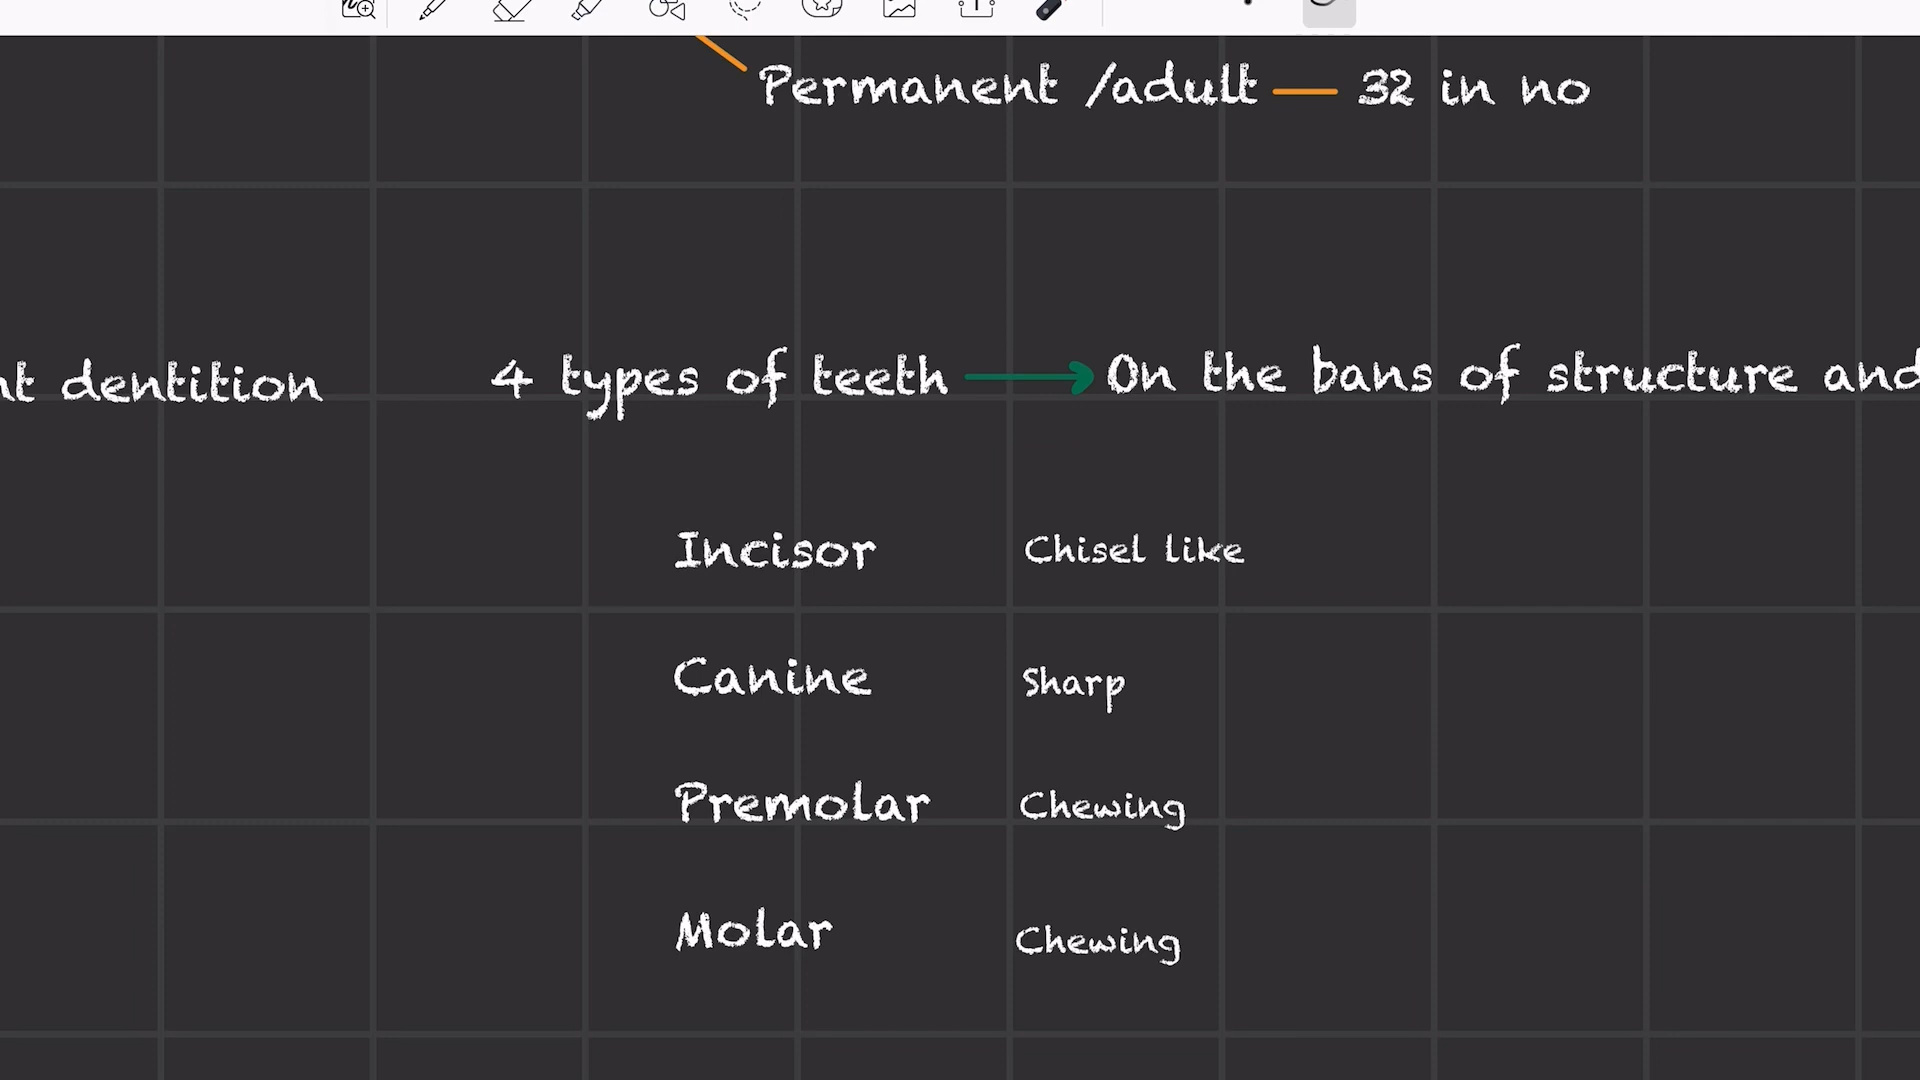 Permanent /adult — 32 in no
nt dentition 4 types of teeth → On the bans of structure and
Incisor Chisel like
Canine Sharp
Premolar Chewing
Molar Chewing